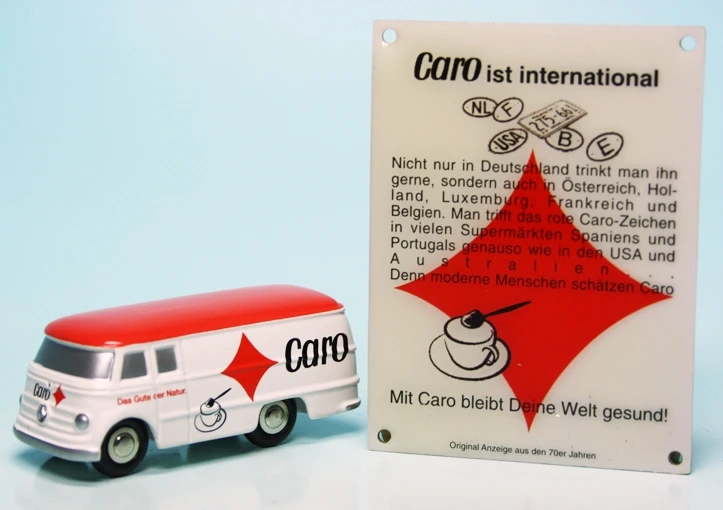 Caro ist international
NL F 275-661
USA B E
Nicht nur in Deutschland trinkt man ihn
gerne, sondern auch in Österreich, Hol-
land, Luxemburg, Frankreich und
Belgien. Man trifft das rote Caro-Zeichen
in vielen Supermärkten Spaniens und
Portugals genauso wie in den USA und
Australien...
Denn moderne Menschen schätzen Caro
Mit Caro bleibt Deine Welt gesund!
Original Anzeige aus den 70er Jahren
Caro
Das Gute der Natur.
Caro